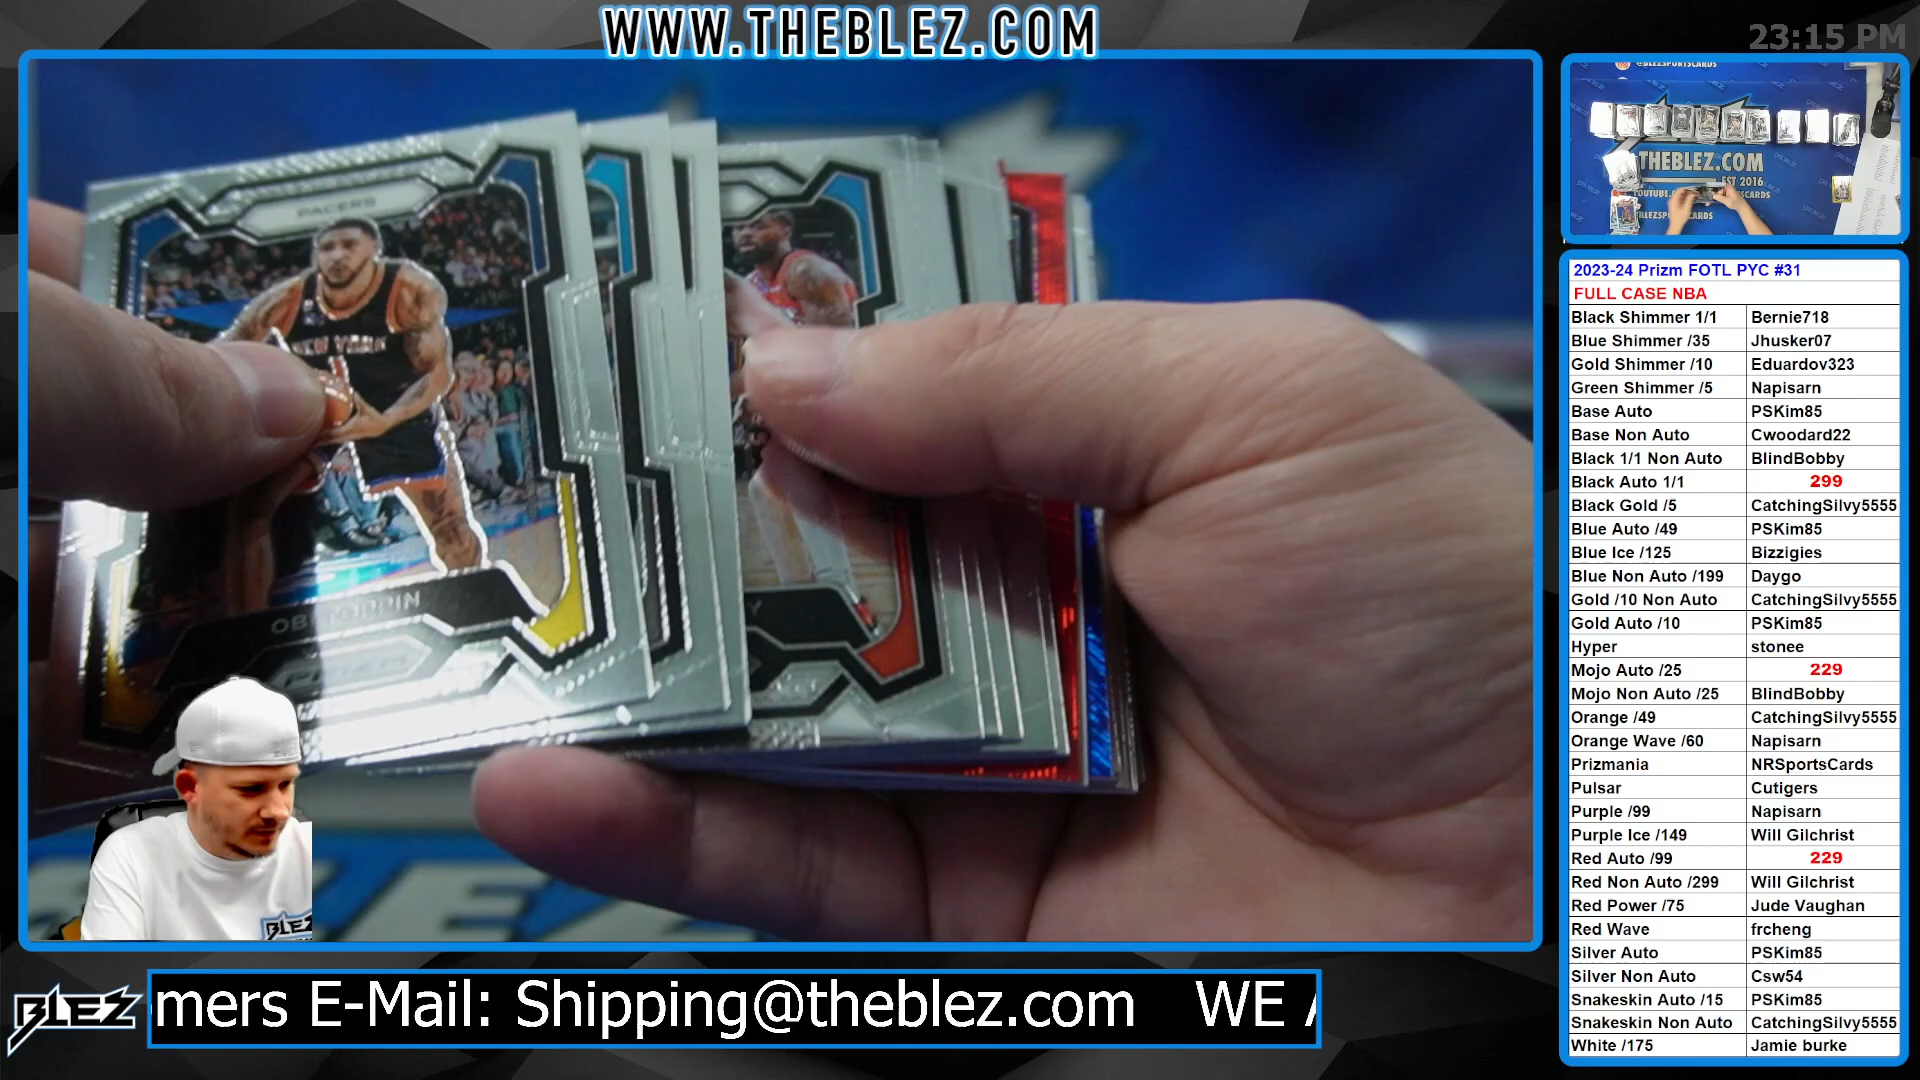 WWW.THEBLEZ.COM
23:15 PM
@BLEZSPORTSCARDS
THEBLEZ.COM
EST 2016
PACERS
NEW YORK
1
OBI TOPPIN
PRIZM
2023-24 Prizm FOTL PYC #31
FULL CASE NBA
Black Shimmer 1/1 Bernie718
Blue Shimmer /35 Jhusker07
Gold Shimmer /10 Eduardov323
Green Shimmer /5 Napisarn
Base Auto PSKim85
Base Non Auto Cwoodard22
Black 1/1 Non Auto BlindBobby
Black Auto 1/1 299
Black Gold /5 CatchingSilvy5555
Blue Auto /49 PSKim85
Blue Ice /125 Bizzigies
Blue Non Auto /199 Daygo
Gold /10 Non Auto CatchingSilvy5555
Gold Auto /10 PSKim85
Hyper stonee
Mojo Auto /25 229
Mojo Non Auto /25 BlindBobby
Orange /49 CatchingSilvy5555
Orange Wave /60 Napisarn
Prizmania NRSportsCards
Pulsar Cutigers
Purple /99 Napisarn
Purple Ice /149 Will Gilchrist
Red Auto /99 229
Red Non Auto /299 Will Gilchrist
Red Power /75 Jude Vaughan
Red Wave frcheng
Silver Auto PSKim85
Silver Non Auto Csw54
Snakeskin Auto /15 PSKim85
Snakeskin Non Auto CatchingSilvy5555
White /175 Jamie burke
BLEZ
BLEZ
mers E-Mail: Shipping@theblez.com WE